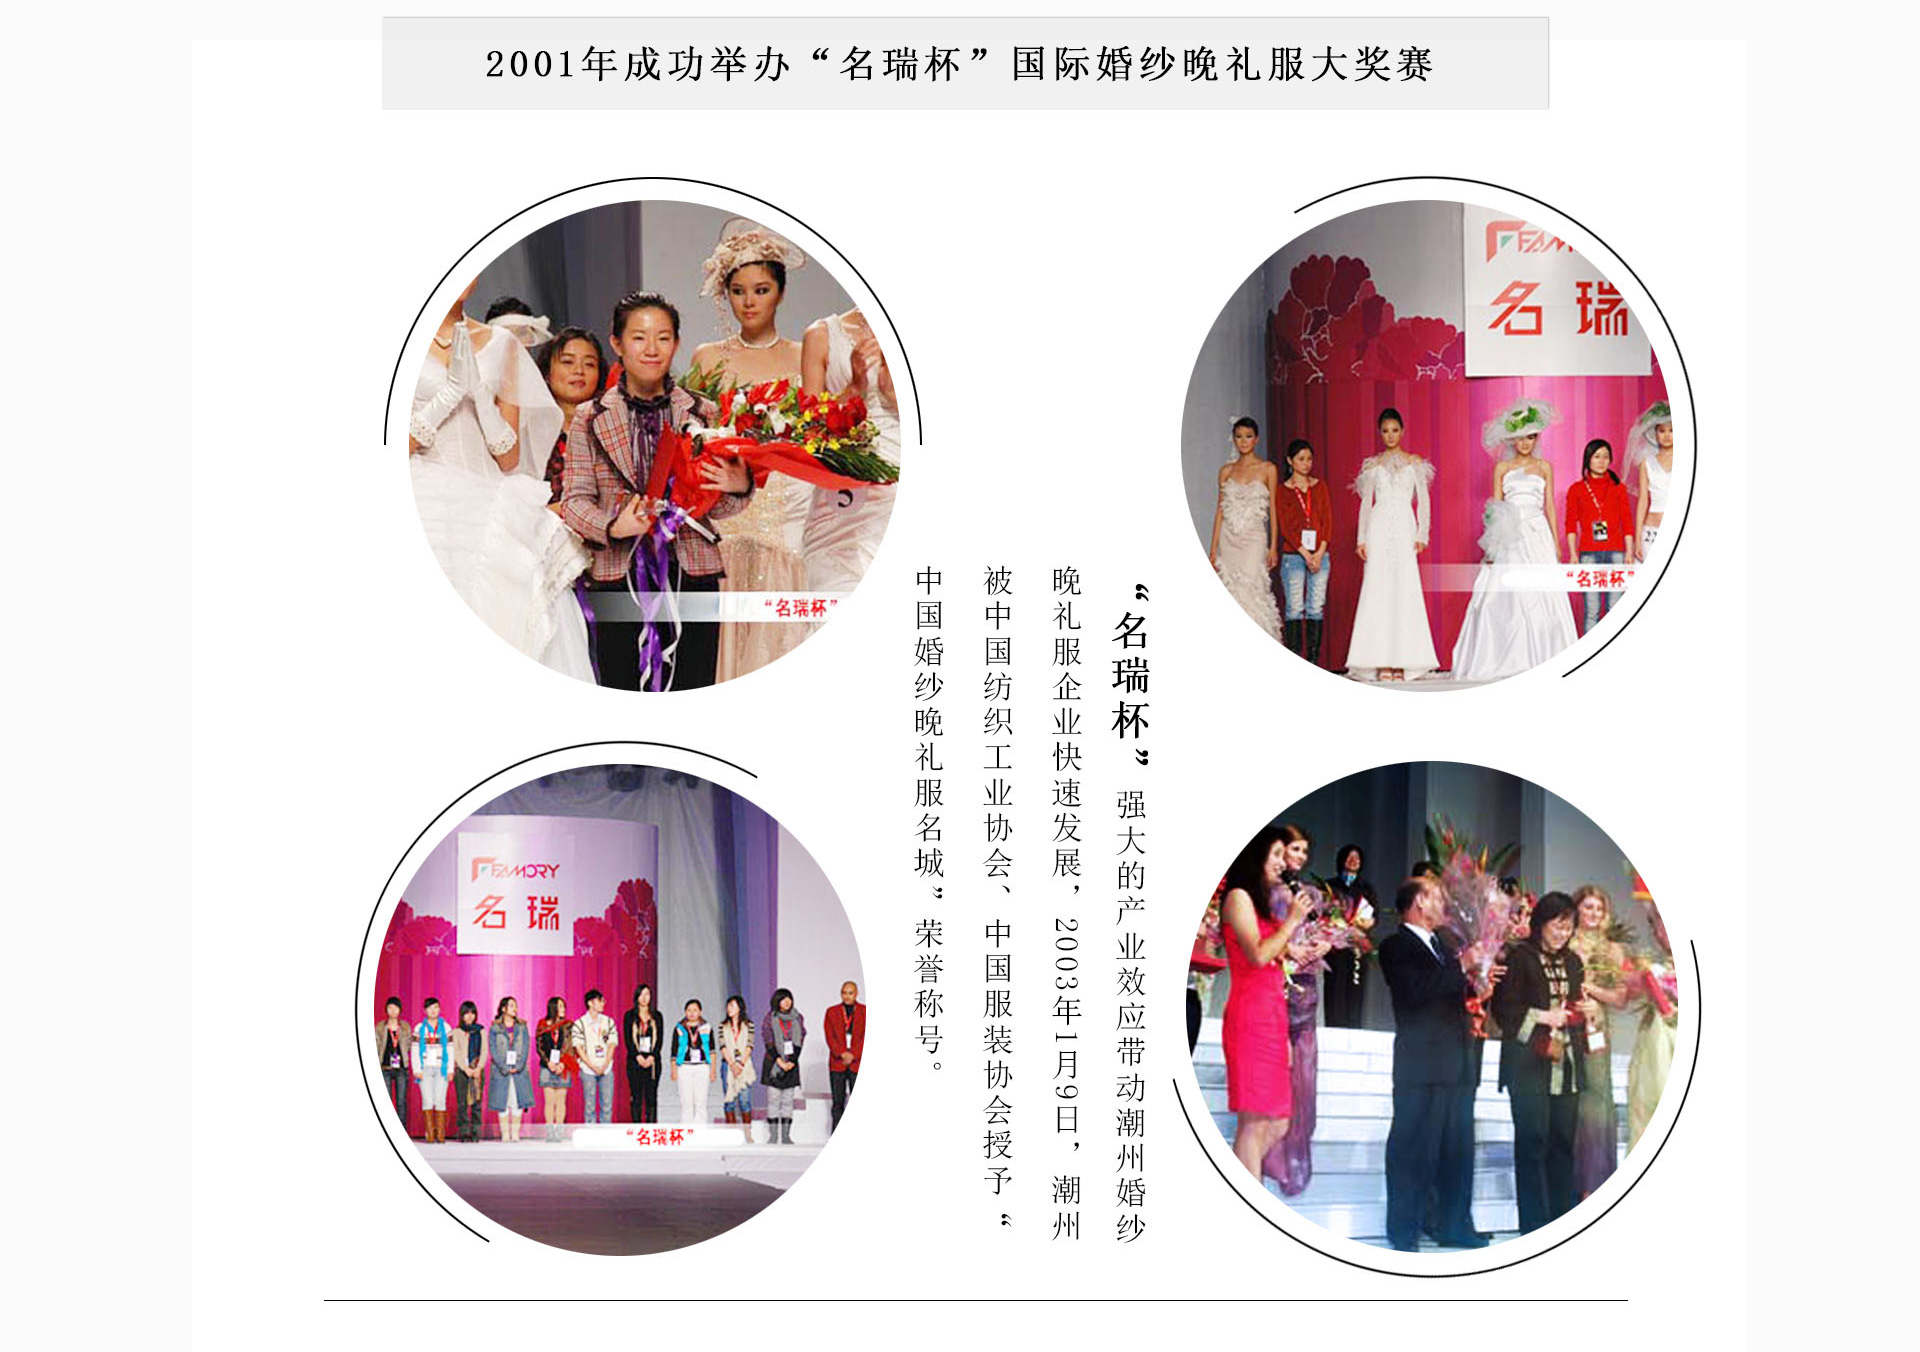 2001年成功举办“名瑞杯”国际婚纱晚礼服大奖赛
“名瑞杯”
FAM
名瑞
“名瑞杯”
“名瑞杯”强大的产业效应带动潮州婚纱
晚礼服企业快速发展，2003年1月9日，潮州
被中国纺织工业协会、中国服装协会授予“
中国婚纱晚礼服名城”荣誉称号。
FAMORY
名瑞
“名瑞杯”